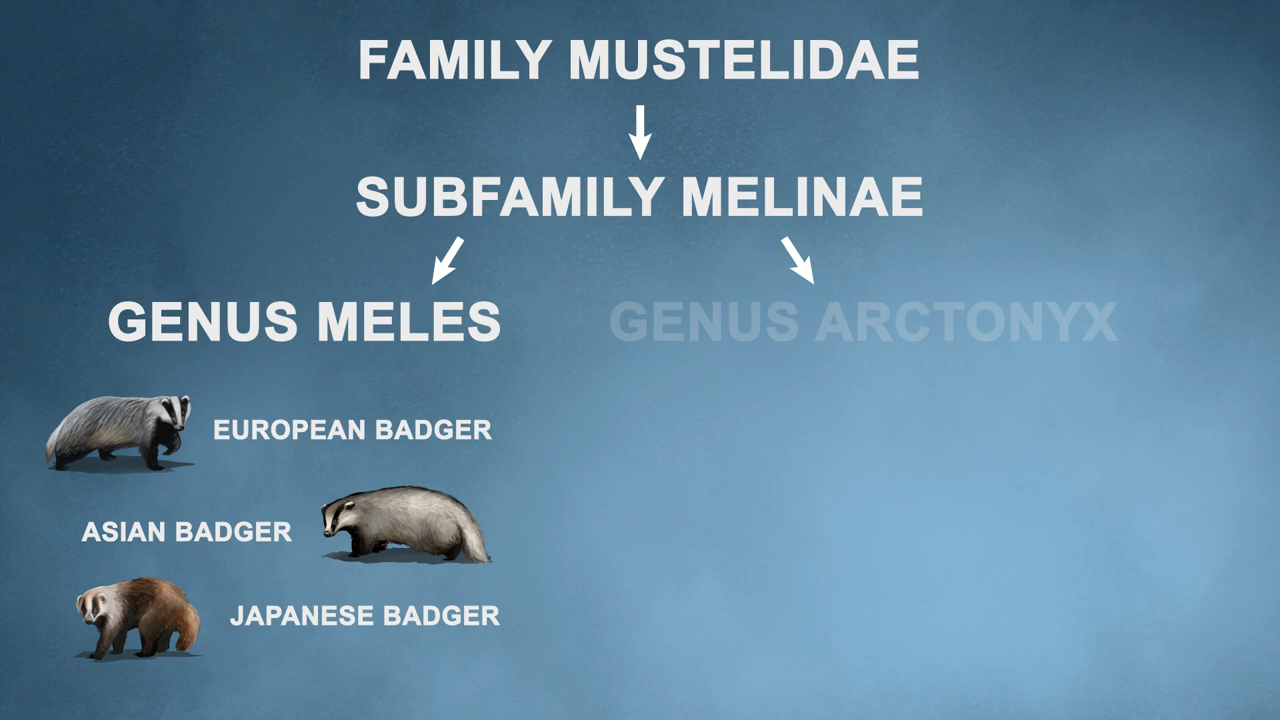 FAMILY MUSTELIDAE
SUBFAMILY MELINAE
GENUS MELES
GENUS ARCTONYX
EUROPEAN BADGER
ASIAN BADGER
JAPANESE BADGER